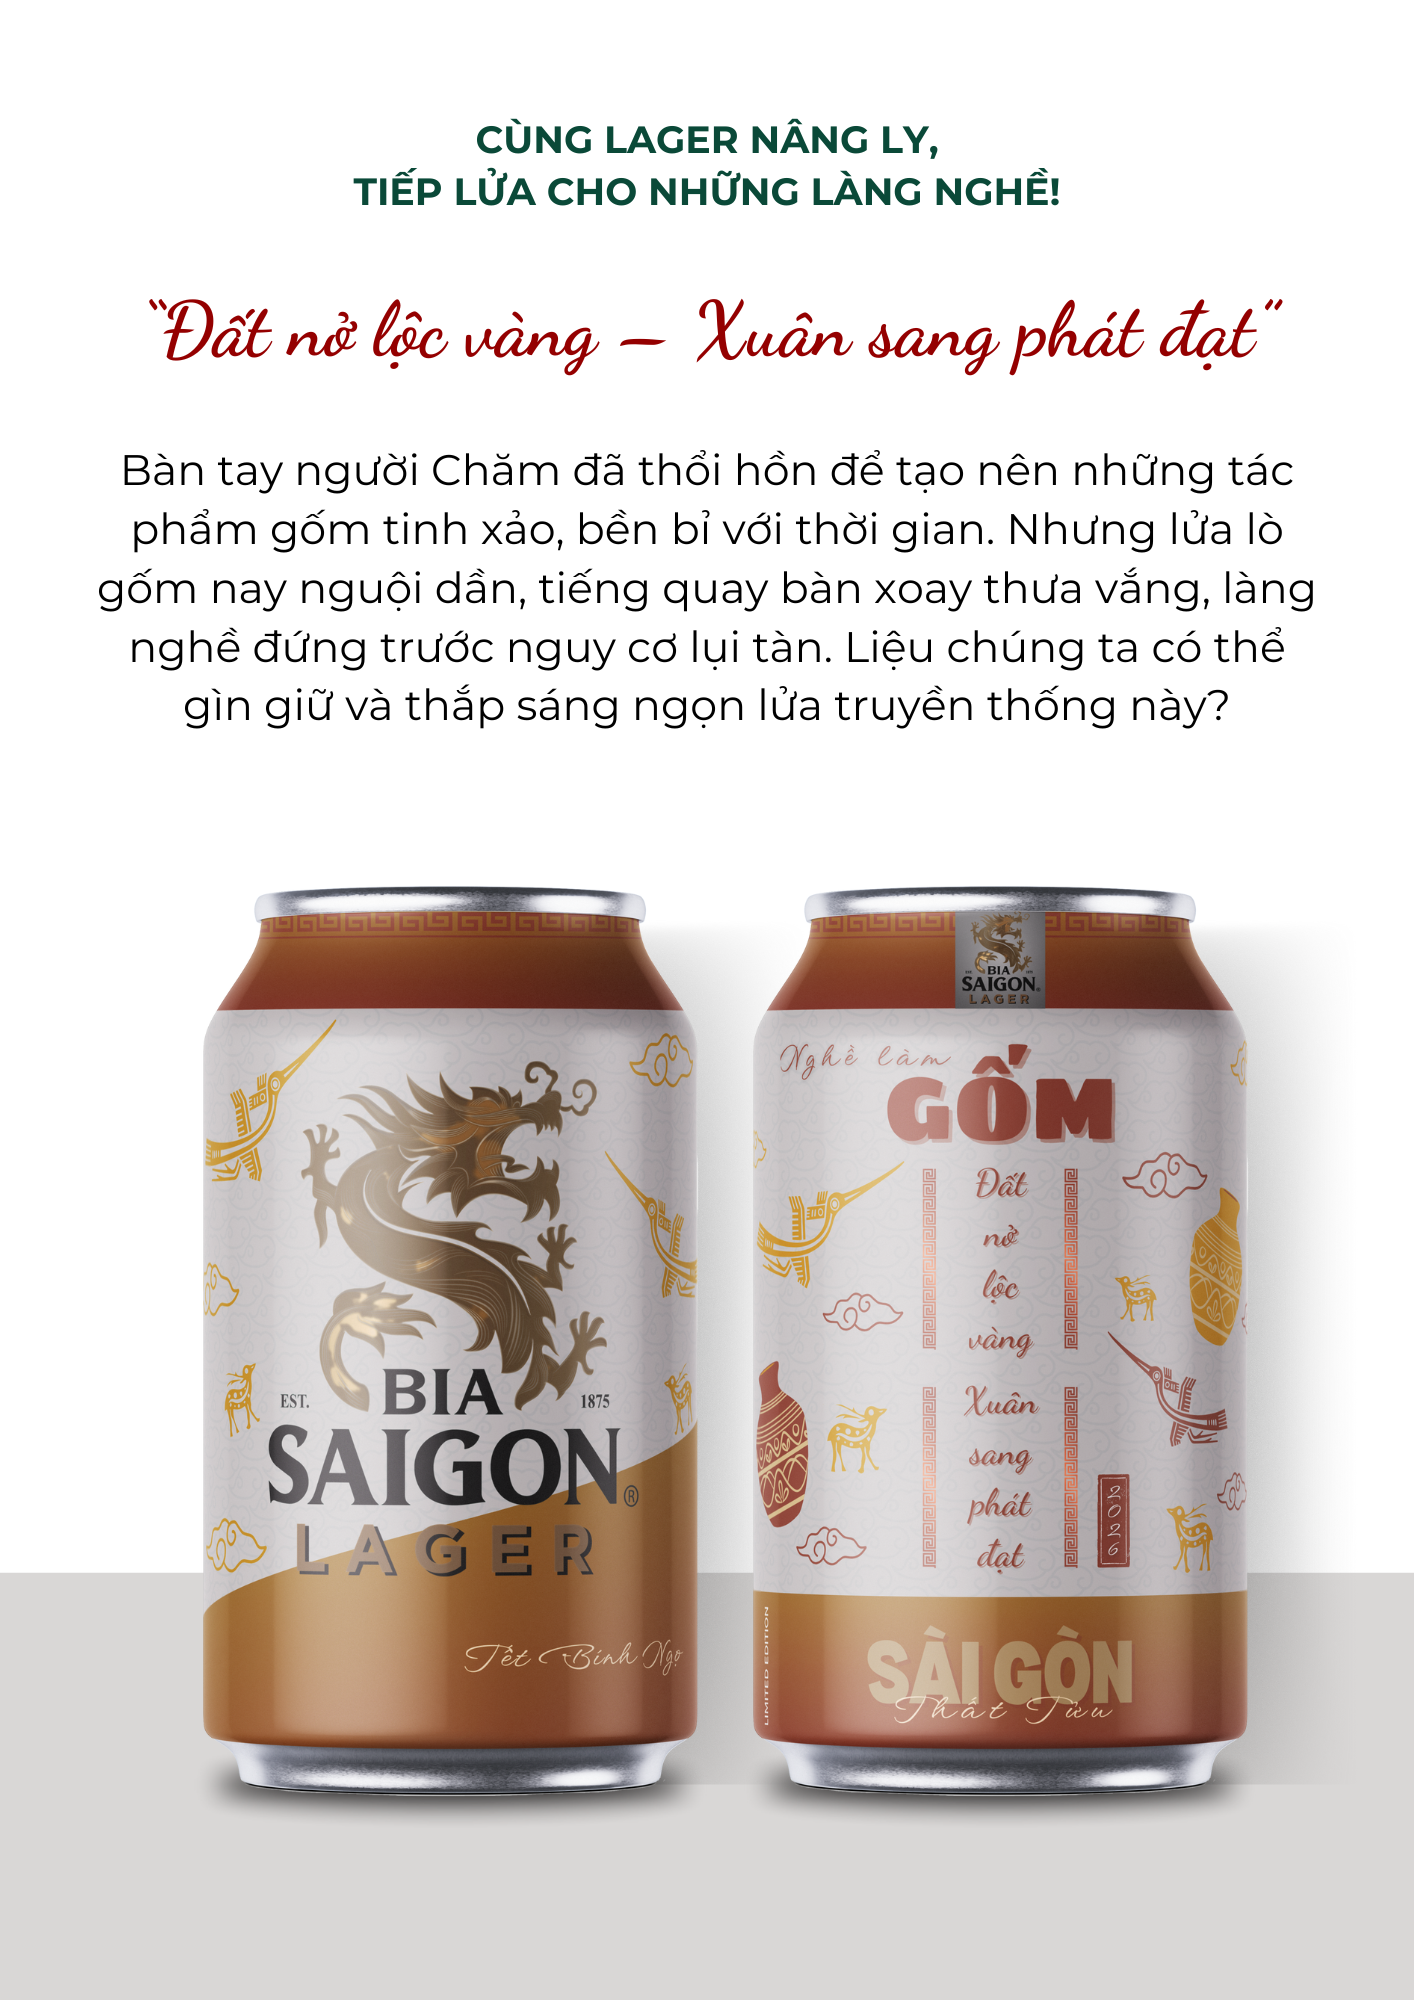 CÙNG LAGER NÂNG LY,
TIẾP LỬA CHO NHỮNG LÀNG NGHỀ!
“Đất nở lộc vàng – Xuân sang phát đạt”
Bàn tay người Chăm đã thổi hồn để tạo nên những tác
phẩm gốm tinh xảo, bền bỉ với thời gian. Nhưng lửa lò
gốm nay nguội dần, tiếng quay bàn xoay thưa vắng, làng
nghề đứng trước nguy cơ lụi tàn. Liệu chúng ta có thể
gìn giữ và thắp sáng ngọn lửa truyền thống này?
EST.
BIA
1875
SAIGON®
LAGER
Tết Bính Ngọ
BIA
SAIGON®
LAGER
Nghề làm
GỐM
Đất
nở
lộc
vàng
Xuân
sang
phát
đạt
2026
LIMITED EDITION
SÀI GÒN
Thất Tửu